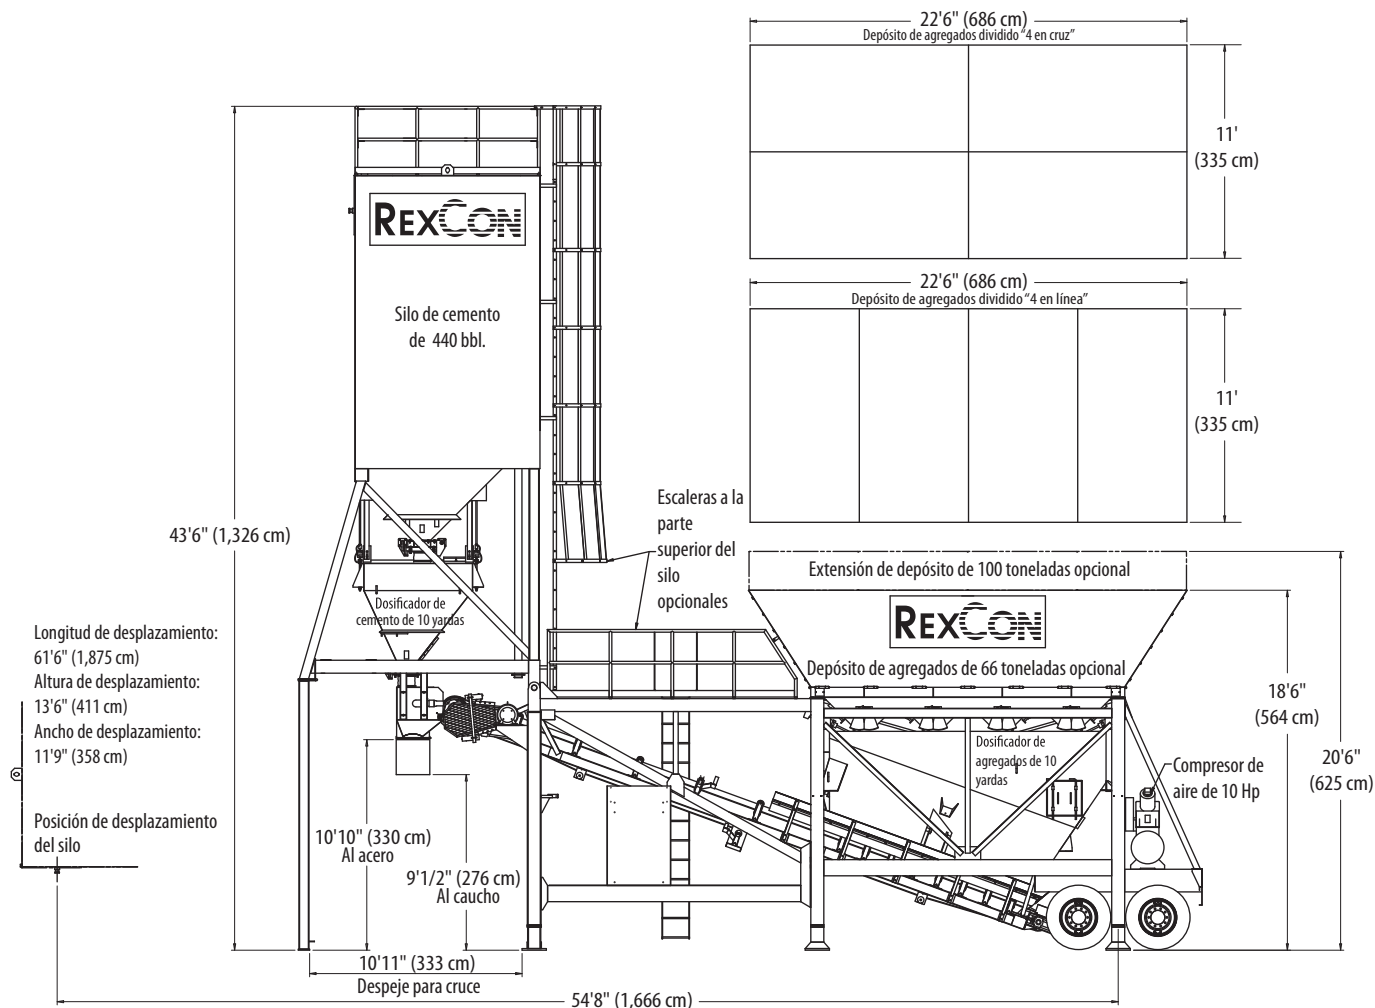 22'6" (686 cm)
Depósito de agregados dividido "4 en cruz"
11'
(335 cm)
22'6" (686 cm)
Depósito de agregados dividido "4 en línea"
11'
(335 cm)
REXCON
Silo de cemento
de 440 bbl.
43'6" (1,326 cm)
Escaleras a la
parte
superior del
silo
opcionales
Dosificador de
cemento de 10 yardas
Extensión de depósito de 100 toneladas opcional
REXCON
Depósito de agregados de 66 toneladas opcional
Longitud de desplazamiento:
61'6" (1,875 cm)
Altura de desplazamiento:
13'6" (411 cm)
Ancho de desplazamiento:
11'9" (358 cm)
Posición de desplazamiento
del silo
18'6"
(564 cm)
20'6"
(625 cm)
Dosificador de
agregados de 10
yardas
Compresor de
aire de 10 Hp
10'10" (330 cm)
Al acero
9'1/2" (276 cm)
Al caucho
10'11" (333 cm)
Despeje para cruce
54'8" (1,666 cm)